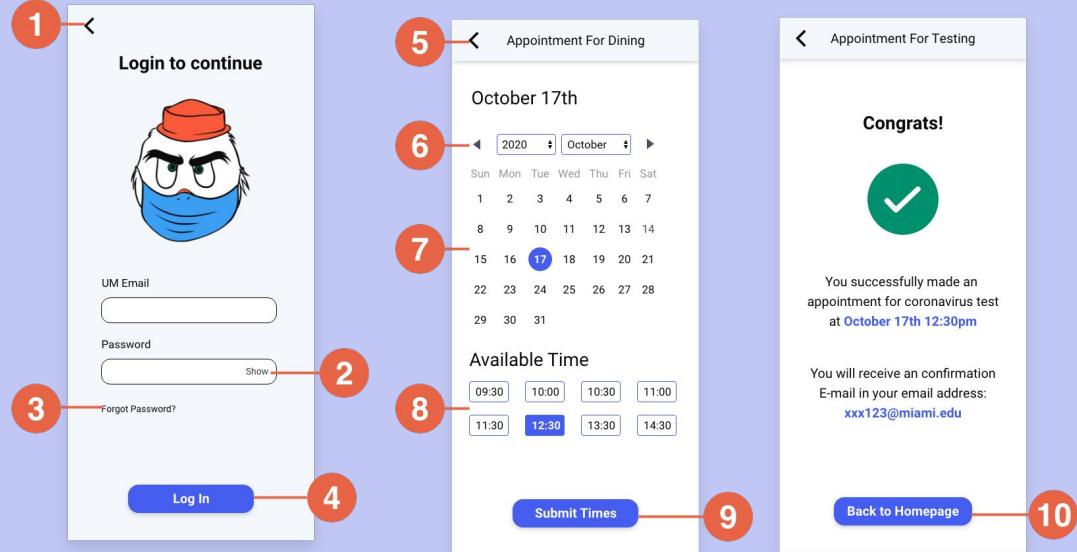 1
Login to continue
UM Email
Password
Show
2
3
Forgot Password?
Log In
4
5
Appointment For Dining
October 17th
6
2020 October
Sun Mon Tue Wed Thu Fri Sat
1 2 3 4 5 6 7
8 9 10 11 12 13 14
7
15 16 17 18 19 20 21
22 23 24 25 26 27 28
29 30 31
Available Time
09:30 10:00 10:30 11:00
8
11:30 12:30 13:30 14:30
Submit Times
9
Appointment For Testing
Congrats!
You successfully made an
appointment for coronavirus test
at October 17th 12:30pm
You will receive an confirmation
E-mail in your email address:
xxx123@miami.edu
Back to Homepage
10